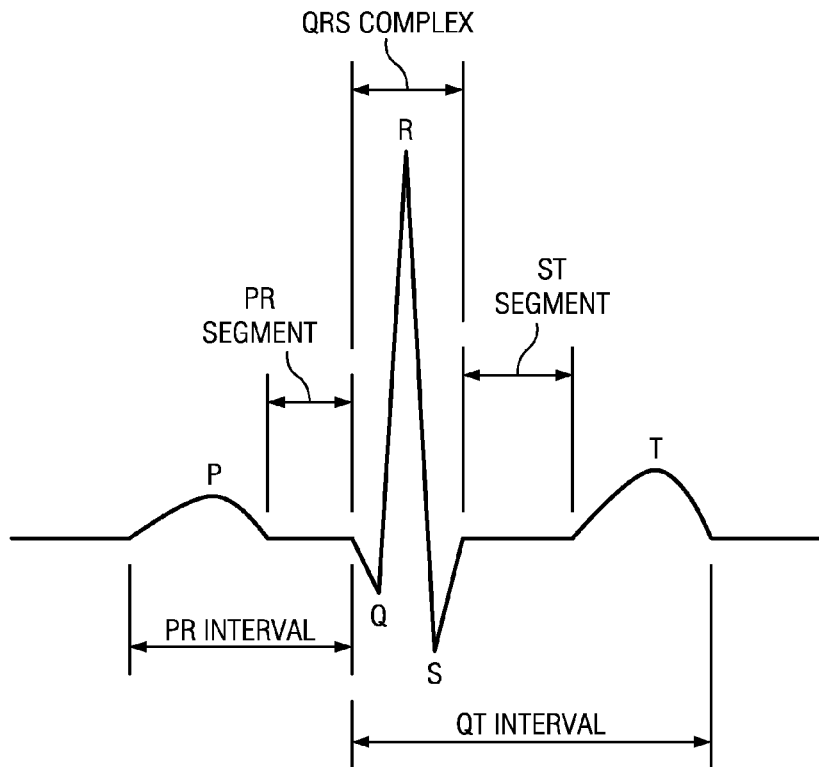 QRS COMPLEX
R
ST
SEGMENT
PR
SEGMENT
P
T
Q
S
PR INTERVAL
QT INTERVAL